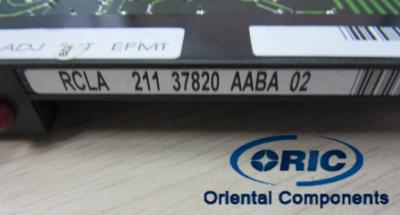 ADJ EFMT
RCLA 211 37820 AABA 02
ORIC
Oriental Components